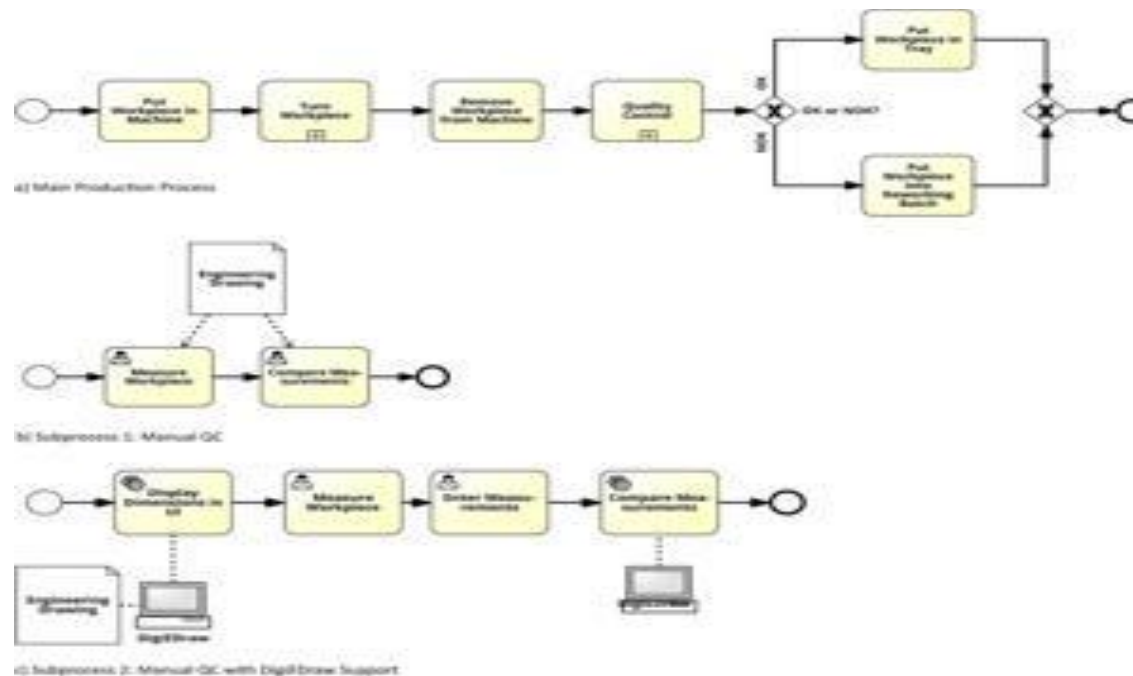 Put
Workpiece in
Machine
Turn
Workpiece
Remove
Workpiece
from Machine
Quality
Control
OK
OK or NOK?
NOK
Put
Workpiece in
Tray
Put
Workpiece
into
Reworking
Batch
a) Main Production Process
Engineering
Drawing
Measure
Workpiece
Compare Mea-
surements
b) Subprocess 1: Manual QC
Display
Dimensions in
UI
Measure
Workpiece
Enter Measu-
rements
Compare Mea-
surements
Engineering
Drawing
DigiEDraw
c) Subprocess 2: Manual QC with DigiEDraw Support